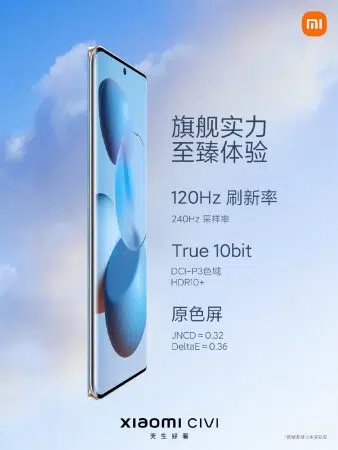 mi
旗舰实力
至臻体验
120Hz 刷新率
240Hz 采样率
True 10bit
DCI-P3色域
HDR10+
原色屏
JNCD≈0.32
DeltaE≈0.36
xiaomi CIVI
天生好看